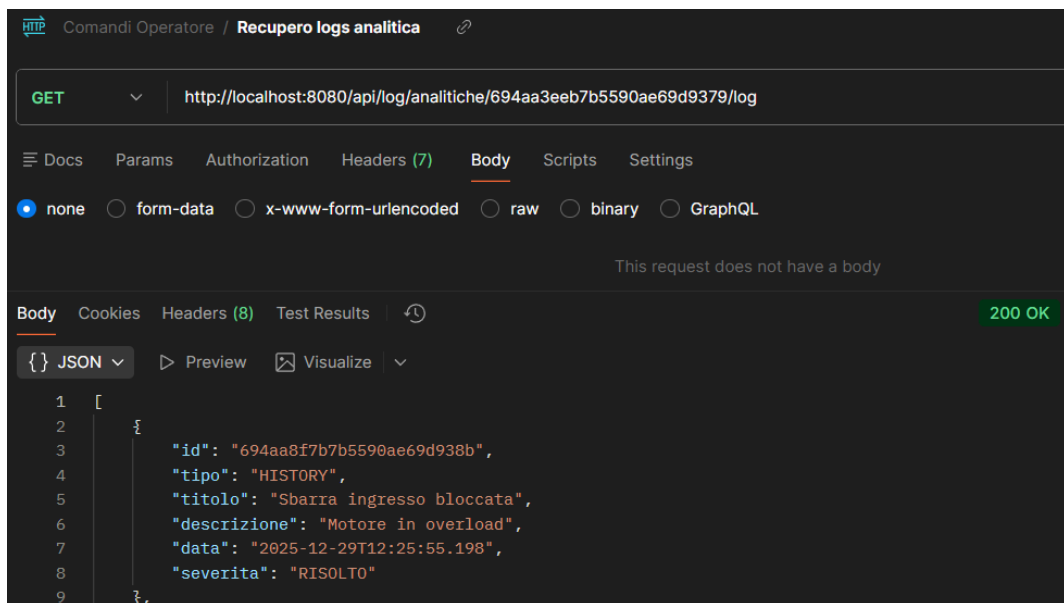 HTTP Comandi Operatore / Recupero logs analitica
GET http://localhost:8080/api/log/analitiche/694aa3eeb7b5590ae69d9379/log
Docs Params Authorization Headers (7) Body Scripts Settings
none form-data x-www-form-urlencoded raw binary GraphQL
This request does not have a body
Body Cookies Headers (8) Test Results 200 OK
{} JSON Preview Visualize
1 [
2 {
3 "id": "694aa8f7b7b5590ae69d938b",
4 "tipo": "HISTORY",
5 "titolo": "Sbarra ingresso bloccata",
6 "descrizione": "Motore in overload",
7 "data": "2025-12-29T12:25:55.198",
8 "severita": "RISOLTO"
9 },